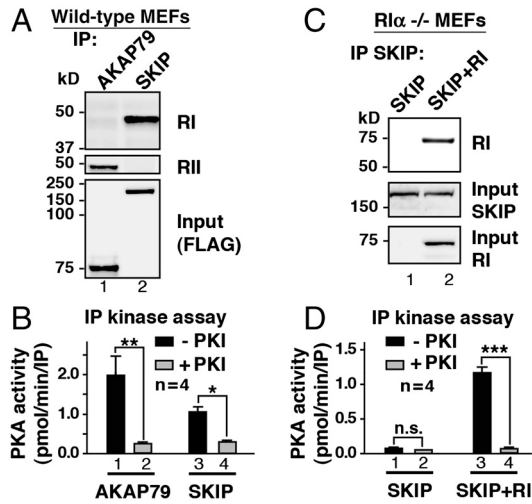 A Wild-type MEFs
IP:
AKAP79
SKIP
kD
50
37
RI
50
RII
250
150
100
75
Input
(FLAG)
1 2
B IP kinase assay
PKA activity
(pmol/min/IP)
2.0
1.0
0.0
- PKI
+ PKI
n=4
**
*
1 2 3 4
AKAP79 SKIP
C RIα -/- MEFs
IP SKIP:
SKIP
SKIP+RI
kD
75
50
RI
150
Input
SKIP
75
Input
RI
1 2
D IP kinase assay
PKA activity
(pmol/min/IP)
1.5
1.0
0.5
0.0
- PKI
+ PKI
n=4
n.s.
***
1 2 3 4
SKIP SKIP+RI